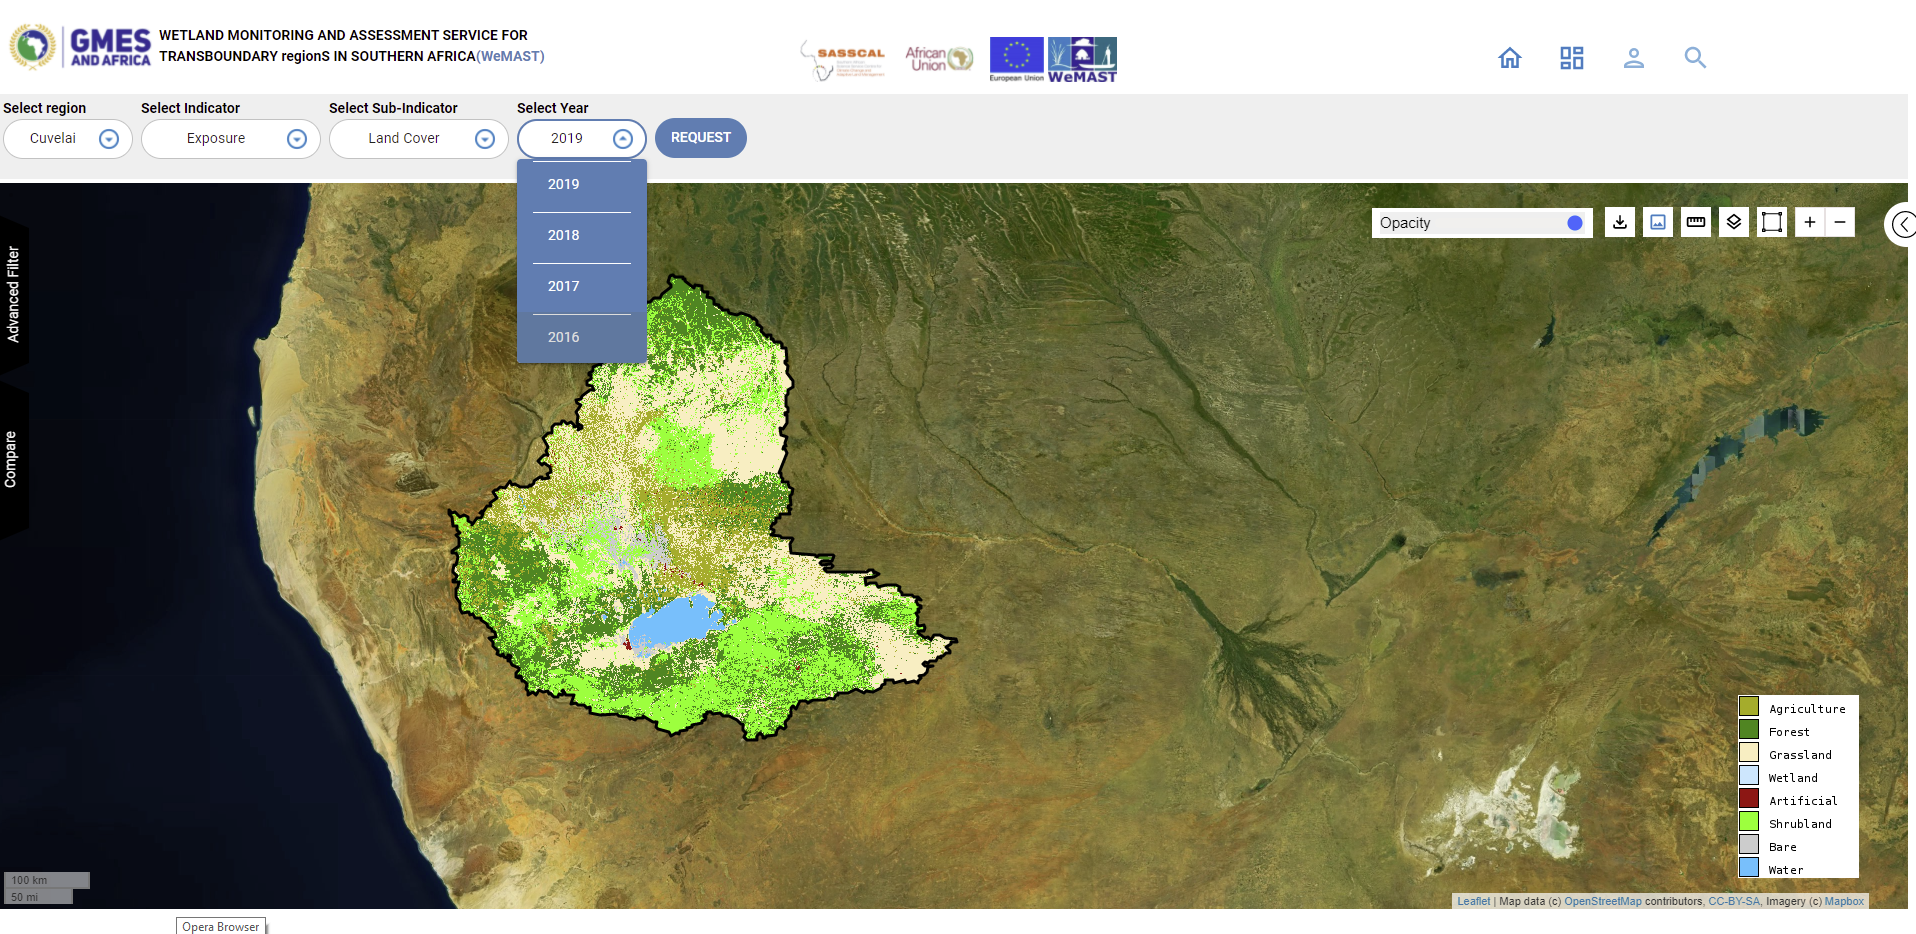 GMES
AND AFRICA
WETLAND MONITORING AND ASSESSMENT SERVICE FOR
TRANSBOUNDARY regionS IN SOUTHERN AFRICA(WeMAST)
SASSCAL
African
Union
European Union
WeMAST
Select region
Select Indicator
Select Sub-Indicator
Select Year
Cuvelai
Exposure
Land Cover
2019
REQUEST
2019
2018
2017
2016
Opacity
+
−
Advanced Filter
Compare
Agriculture
Forest
Grassland
Wetland
Artificial
Shrubland
Bare
Water
100 km
50 mi
Leaflet | Map data (c) OpenStreetMap contributors, CC-BY-SA, Imagery (c) Mapbox
Opera Browser